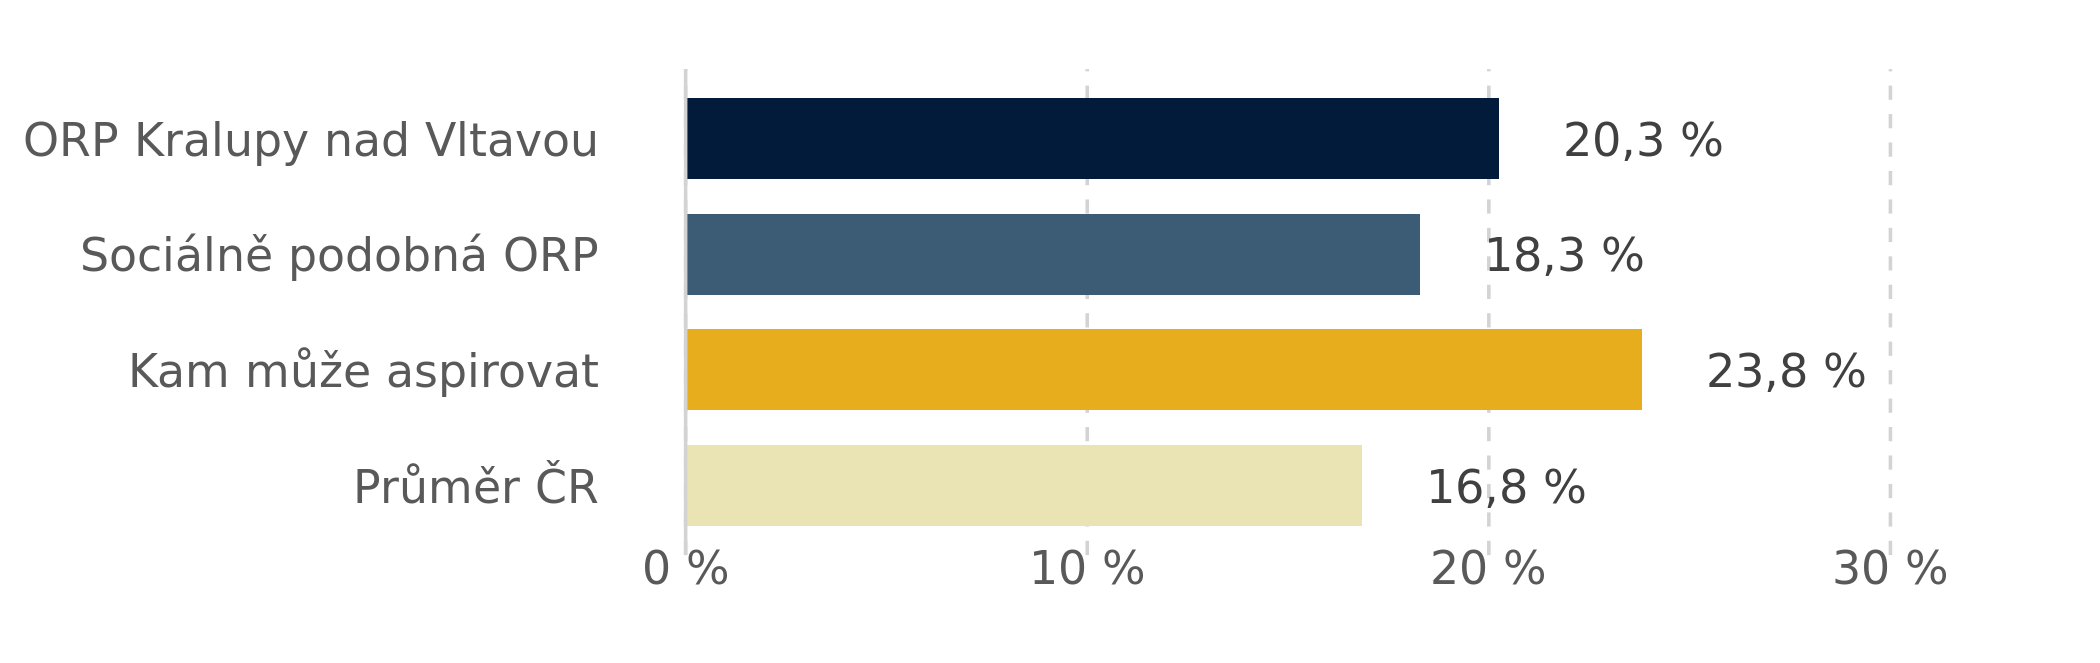 ORP Kralupy nad Vltavou 20,3 %
Sociálně podobná ORP 18,3 %
Kam může aspirovat 23,8 %
Průměr ČR 16,8 %
0 % 10 % 20 % 30 %